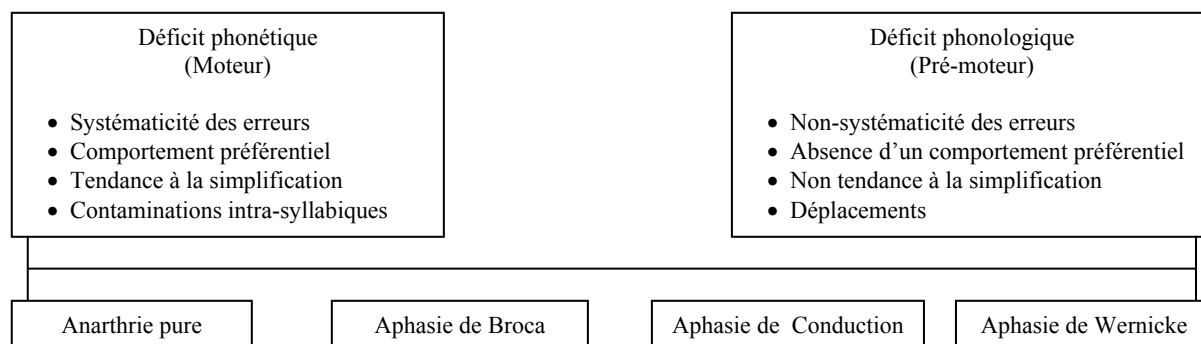 Déficit phonétique
(Moteur)
• Systématicité des erreurs
• Comportement préférentiel
• Tendance à la simplification
• Contaminations intra-syllabiques
Déficit phonologique
(Pré-moteur)
• Non-systématicité des erreurs
• Absence d’un comportement préférentiel
• Non tendance à la simplification
• Déplacements
Anarthrie pure
Aphasie de Broca
Aphasie de Conduction
Aphasie de Wernicke